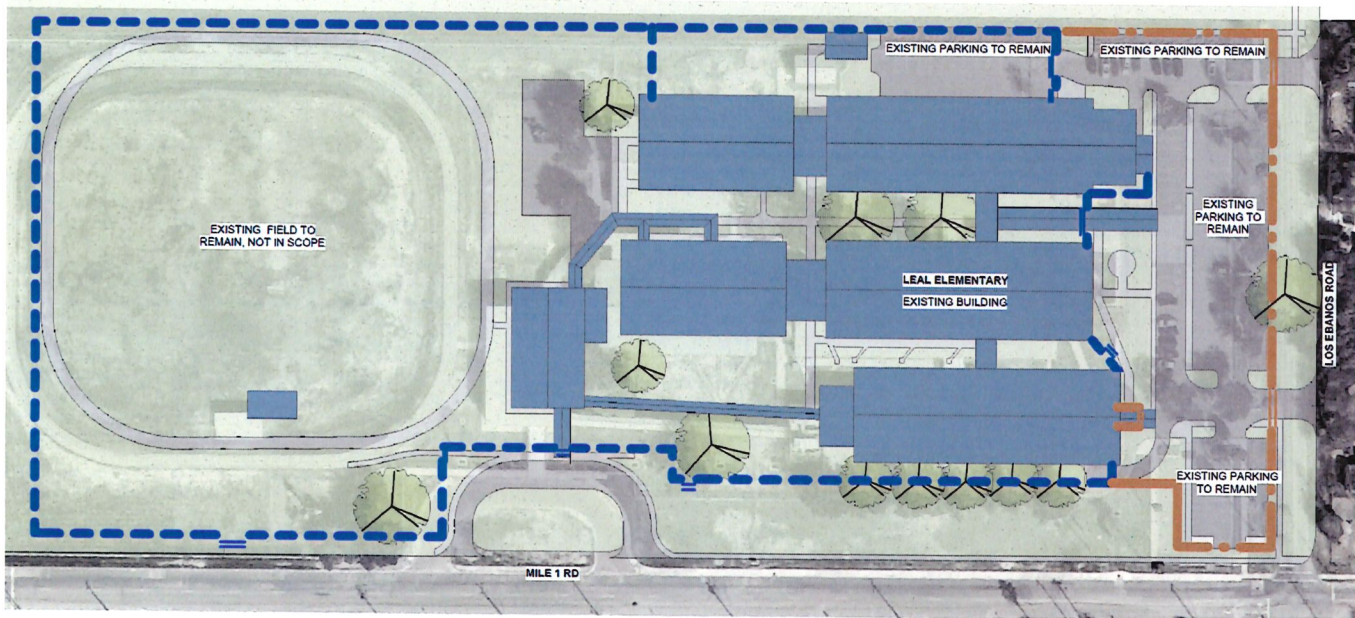 EXISTING PARKING TO REMAIN
EXISTING PARKING TO REMAIN
EXISTING FIELD TO
REMAIN, NOT IN SCOPE
EXISTING
PARKING TO
REMAIN
LEAL ELEMENTARY
EXISTING BUILDING
LOS EBANOS ROAD
EXISTING PARKING
TO REMAIN
MILE 1 RD